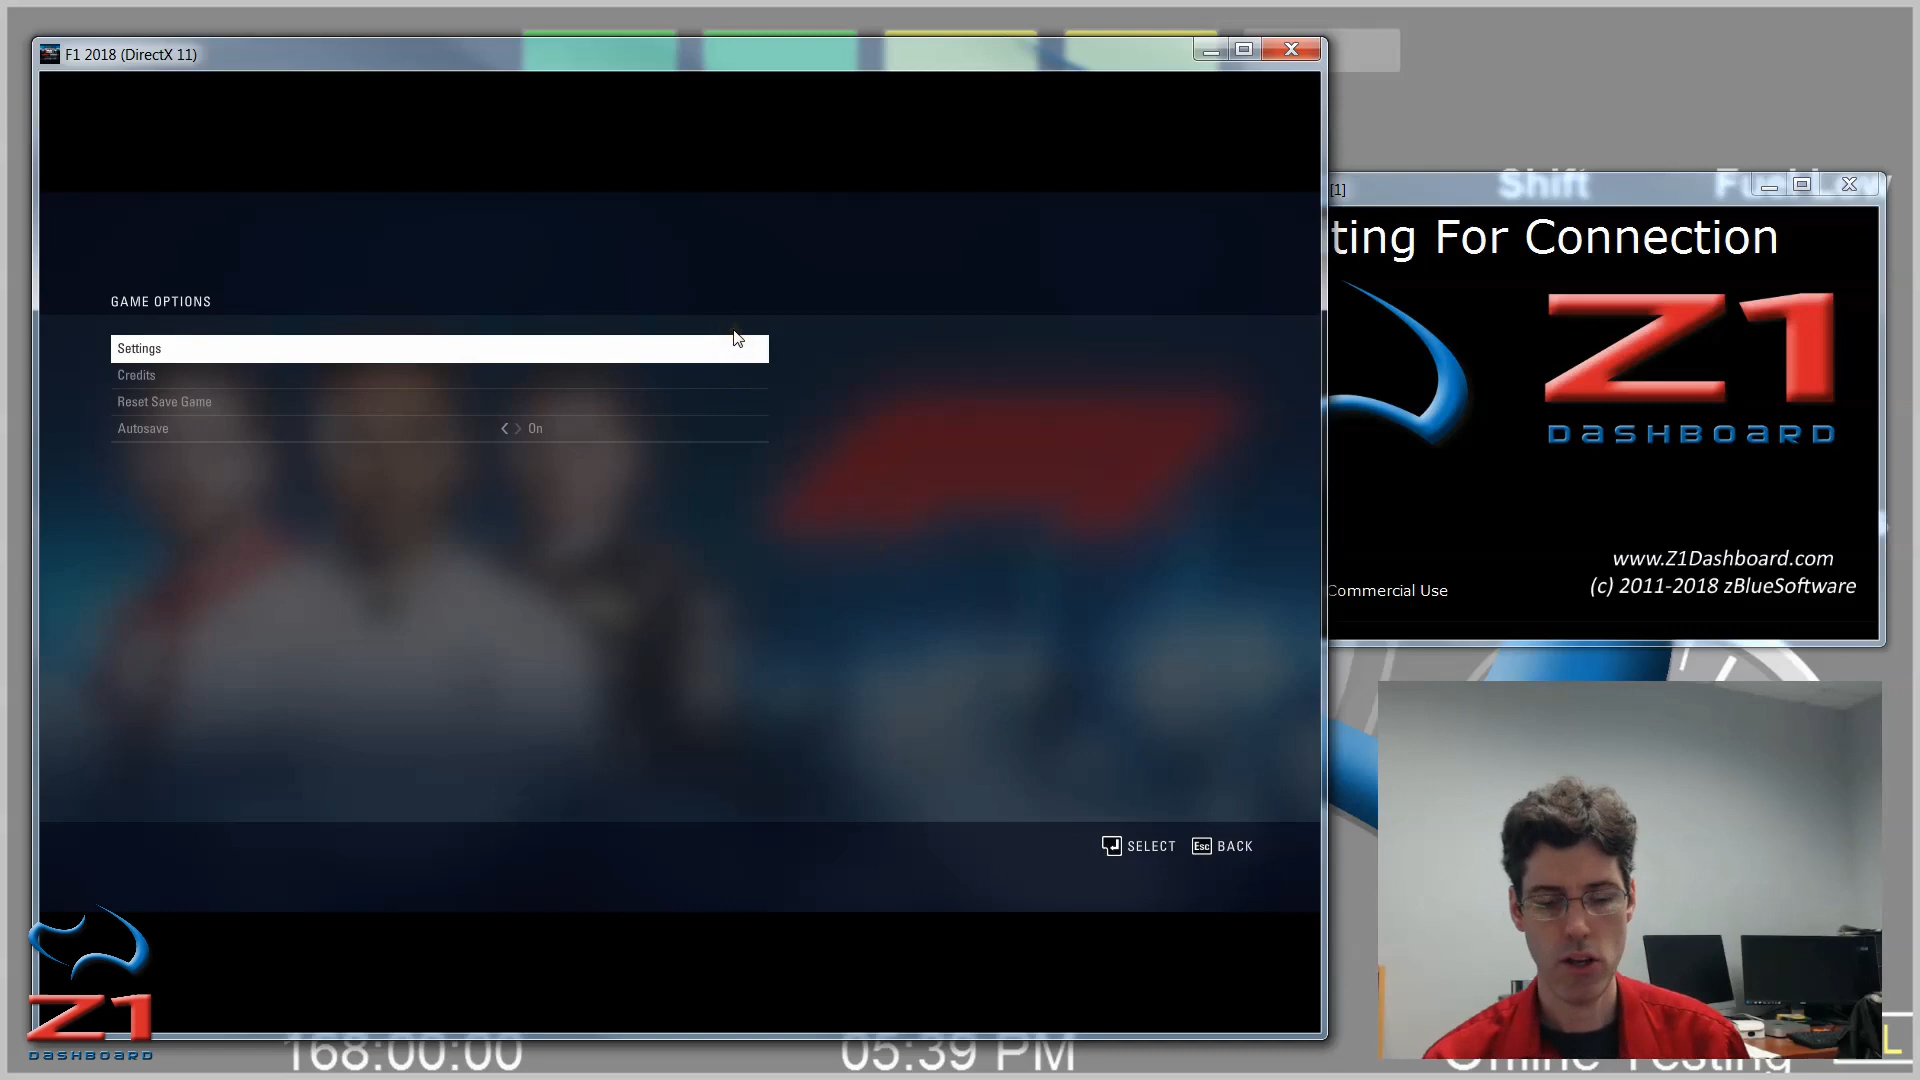 F1 2018 (DirectX 11)
GAME OPTIONS
Settings
Credits
Reset Save Game
Autosave
On
SELECT
Esc BACK
[1]
Shift
ting For Connection
Z1
DASHBOARD
www.Z1Dashboard.com
(c) 2011-2018 zBlueSoftware
Commercial Use
Z1
DASHBOARD
168:00:00
05:39 PM
Online Testing
L